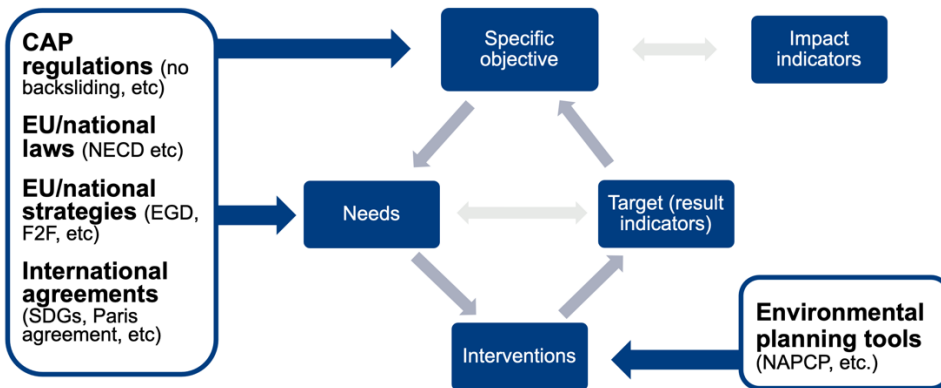 CAP
regulations (no
backsliding, etc)
EU/national
laws (NECD etc)
EU/national
strategies (EGD,
F2F, etc)
International
agreements
(SDGs, Paris
agreement, etc)
Specific
objective
Impact
indicators
Needs
Target (result
indicators)
Interventions
Environmental
planning tools
(NAPCP, etc.)